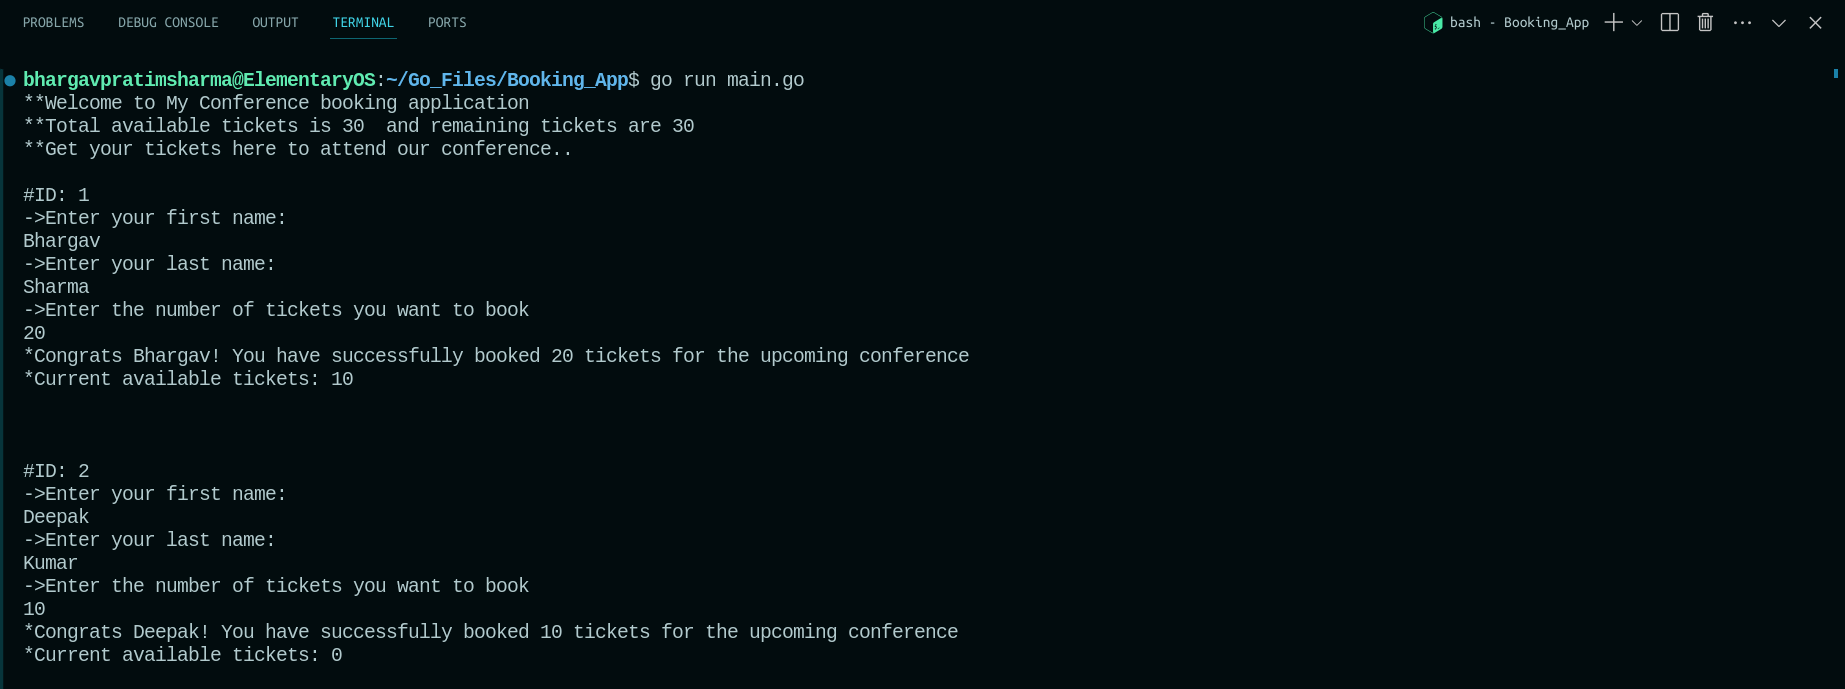 PROBLEMS DEBUG CONSOLE OUTPUT TERMINAL PORTS bash - Booking_App
bhargavpratimsharma@ElementaryOS:~/Go_Files/Booking_App$ go run main.go
**Welcome to My Conference booking application
**Total available tickets is 30  and remaining tickets are 30
**Get your tickets here to attend our conference..
#ID: 1
->Enter your first name:
Bhargav
->Enter your last name:
Sharma
->Enter the number of tickets you want to book
20
*Congrats Bhargav! You have successfully booked 20 tickets for the upcoming conference
*Current available tickets: 10
#ID: 2
->Enter your first name:
Deepak
->Enter your last name:
Kumar
->Enter the number of tickets you want to book
10
*Congrats Deepak! You have successfully booked 10 tickets for the upcoming conference
*Current available tickets: 0